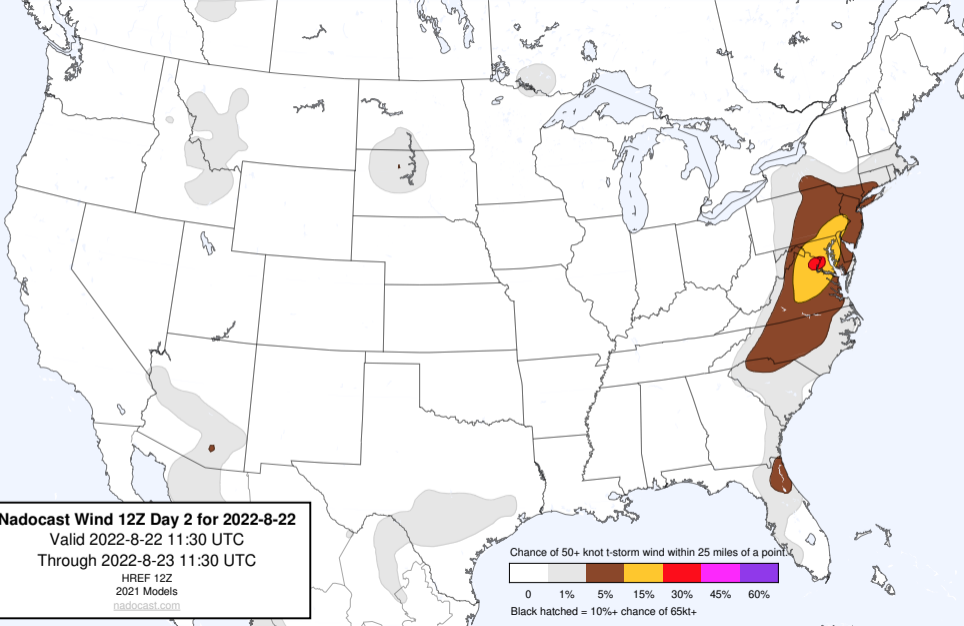 Nadocast Wind 12Z Day 2 for 2022-8-22
Valid 2022-8-22 11:30 UTC
Through 2022-8-23 11:30 UTC
HREF 12Z
2021 Models
nadocast.com
Chance of 50+ knot t-storm wind within 25 miles of a point.
0 1% 5% 15% 30% 45% 60%
Black hatched = 10%+ chance of 65kt+